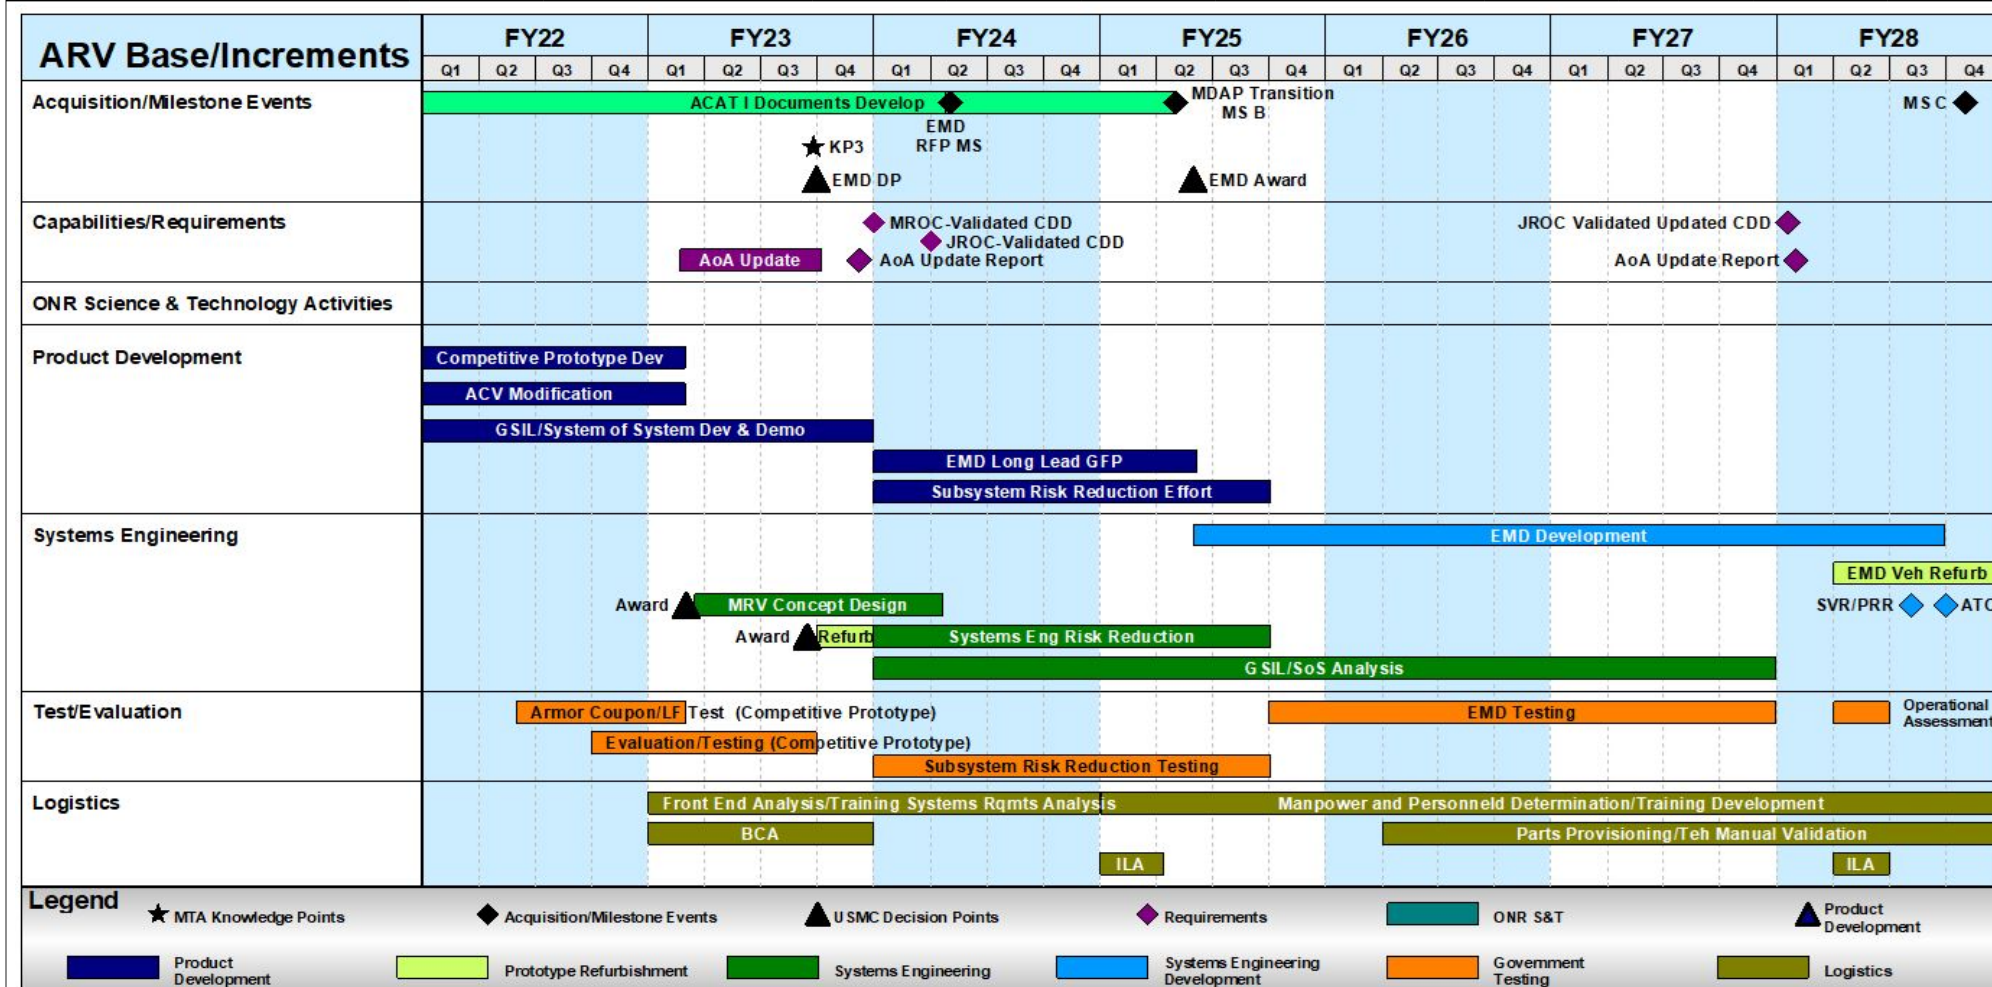 ARV Base/Increments
FY22 FY23 FY24 FY25 FY26 FY27 FY28
Q1 Q2 Q3 Q4 Q1 Q2 Q3 Q4 Q1 Q2 Q3 Q4 Q1 Q2 Q3 Q4 Q1 Q2 Q3 Q4 Q1 Q2 Q3 Q4 Q1 Q2 Q3 Q4
Acquisition/Milestone Events
ACAT I Documents Develop
MDAP Transition
MS B
MS C
EMD
RFP MS
KP3
EMD DP
EMD Award
Capabilities/Requirements
MROC-Validated CDD
JROC Validated Updated CDD
JROC-Validated CDD
AoA Update
AoA Update Report
AoA Update Report
ONR Science & Technology Activities
Product Development
Competitive Prototype Dev
ACV Modification
GSIL/System of System Dev & Demo
EMD Long Lead GFP
Subsystem Risk Reduction Effort
Systems Engineering
EMD Development
EMD Veh Refurb
Award
MRV Concept Design
SVR/PRR
ATC
Award
Refurb
Systems Eng Risk Reduction
GSIL/SoS Analysis
Test/Evaluation
Armor Coupon/LF Test (Competitive Prototype)
EMD Testing
Operational
Assessment
Evaluation/Testing (Competitive Prototype)
Subsystem Risk Reduction Testing
Logistics
Front End Analysis/Training Systems Rqmts Analysis
Manpower and Personneld Determination/Training Development
BCA
Parts Provisioning/Teh Manual Validation
ILA
ILA
Legend
MTA Knowledge Points
Acquisition/Milestone Events
USMC Decision Points
Requirements
ONR S&T
Product
Development
Product
Development
Prototype Refurbishment
Systems Engineering
Systems Engineering
Development
Government
Testing
Logistics